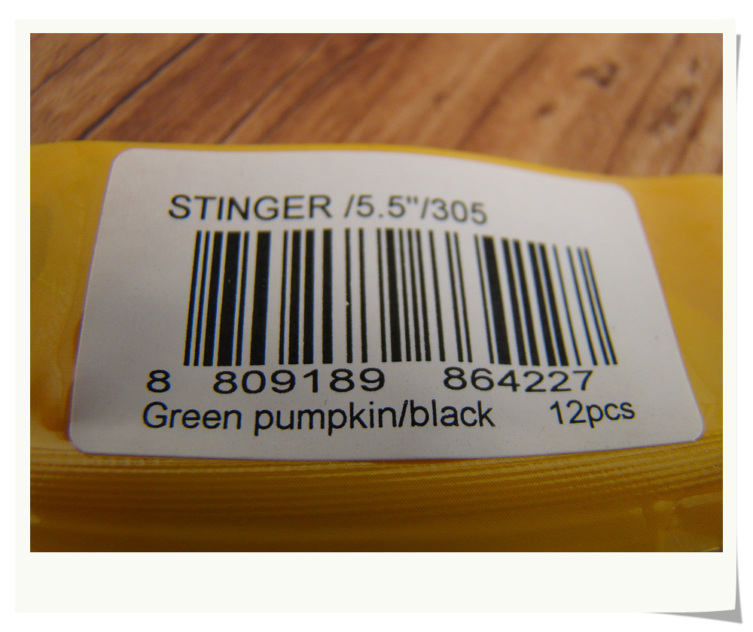 STINGER /5.5"/305
8 809189 864227
Green pumpkin/black 12pcs